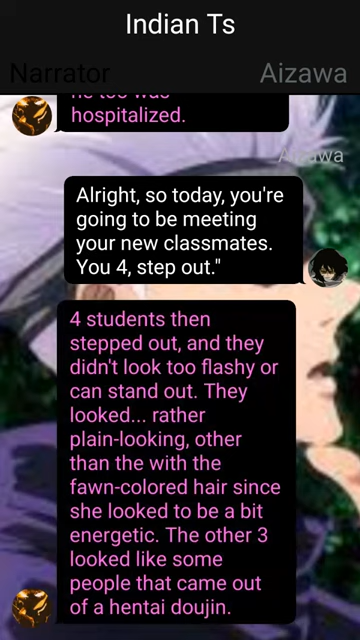 Indian Ts
Narrator
Aizawa
he too was
hospitalized.
Aizawa
Alright, so today, you're
going to be meeting
your new classmates.
You 4, step out."
4 students then
stepped out, and they
didn't look too flashy or
can stand out. They
looked... rather
plain-looking, other
than the with the
fawn-colored hair since
she looked to be a bit
energetic. The other 3
looked like some
people that came out
of a hentai doujin.